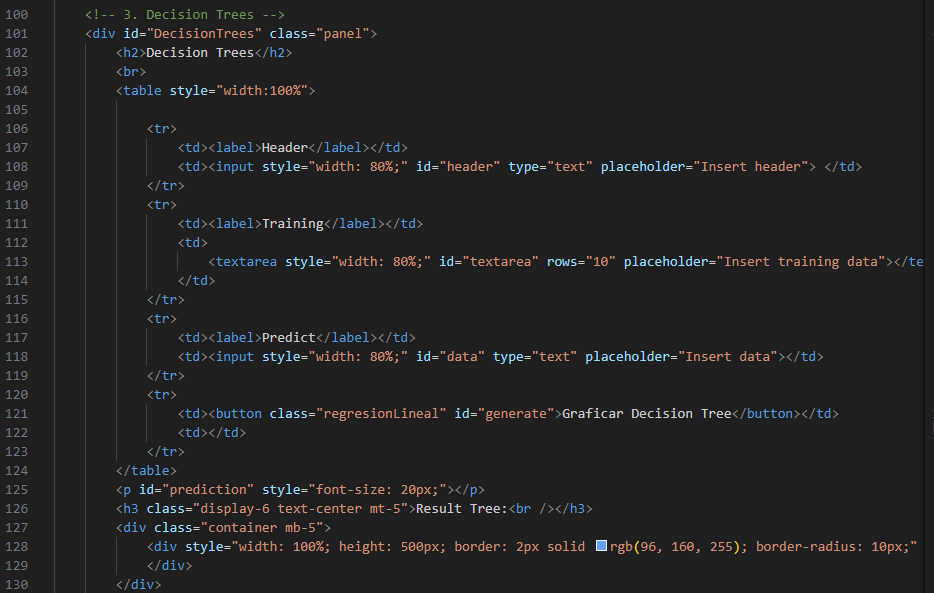 100 <!-- 3. Decision Trees -->
101 <div id="DecisionTrees" class="panel">
102 <h2>Decision Trees</h2>
103 <br>
104 <table style="width:100%">
105
106 <tr>
107 <td><label>Header</label></td>
108 <td><input style="width: 80%;" id="header" type="text" placeholder="Insert header"> </td>
109 </tr>
110 <tr>
111 <td><label>Training</label></td>
112 <td>
113 <textarea style="width: 80%;" id="textarea" rows="10" placeholder="Insert training data"></te
114 </td>
115 </tr>
116 <tr>
117 <td><label>Predict</label></td>
118 <td><input style="width: 80%;" id="data" type="text" placeholder="Insert data"></td>
119 </tr>
120 <tr>
121 <td><button class="regresionLineal" id="generate">Graficar Decision Tree</button></td>
122 <td></td>
123 </tr>
124 </table>
125 <p id="prediction" style="font-size: 20px;"></p>
126 <h3 class="display-6 text-center mt-5">Result Tree:<br /></h3>
127 <div class="container mb-5">
128 <div style="width: 100%; height: 500px; border: 2px solid rgb(96, 160, 255); border-radius: 10px;"
129 </div>
130 </div>